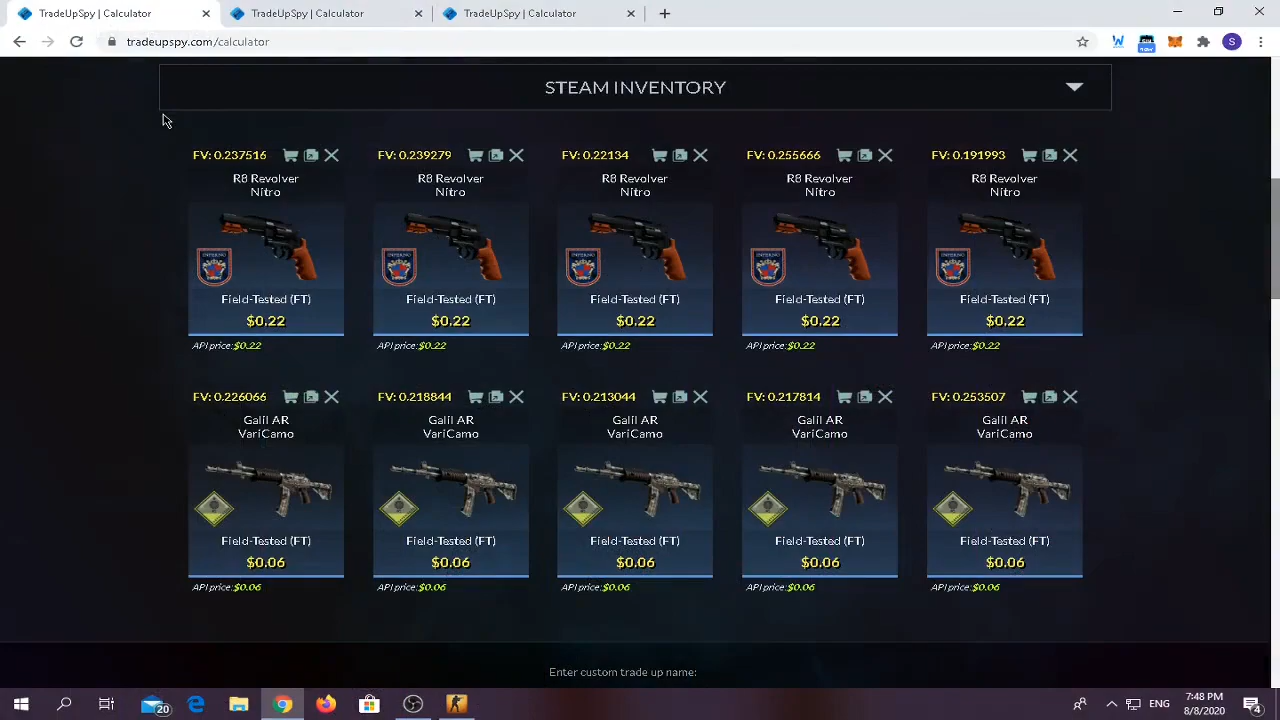 TradeUpSpy | Calculator
TradeUpSpy | Calculator
TradeUpSpy | Calculator
tradeupspy.com/calculator
STEAM INVENTORY
FV: 0.237516
FV: 0.239279
FV: 0.22134
FV: 0.255666
FV: 0.191993
R8 Revolver
Nitro
R8 Revolver
Nitro
R8 Revolver
Nitro
R8 Revolver
Nitro
R8 Revolver
Nitro
INFERNO
INFERNO
INFERNO
INFERNO
INFERNO
Field-Tested (FT)
Field-Tested (FT)
Field-Tested (FT)
Field-Tested (FT)
Field-Tested (FT)
$0.22
$0.22
$0.22
$0.22
$0.22
API price:$0.22
API price:$0.22
API price:$0.22
API price:$0.22
API price:$0.22
FV: 0.226066
FV: 0.218844
FV: 0.213044
FV: 0.217814
FV: 0.253507
Galil AR
VariCamo
Galil AR
VariCamo
Galil AR
VariCamo
Galil AR
VariCamo
Galil AR
VariCamo
Field-Tested (FT)
Field-Tested (FT)
Field-Tested (FT)
Field-Tested (FT)
Field-Tested (FT)
$0.06
$0.06
$0.06
$0.06
$0.06
API price:$0.06
API price:$0.06
API price:$0.06
API price:$0.06
API price:$0.06
Enter custom trade up name:
20
ENG
7:48 PM
8/8/2020
4